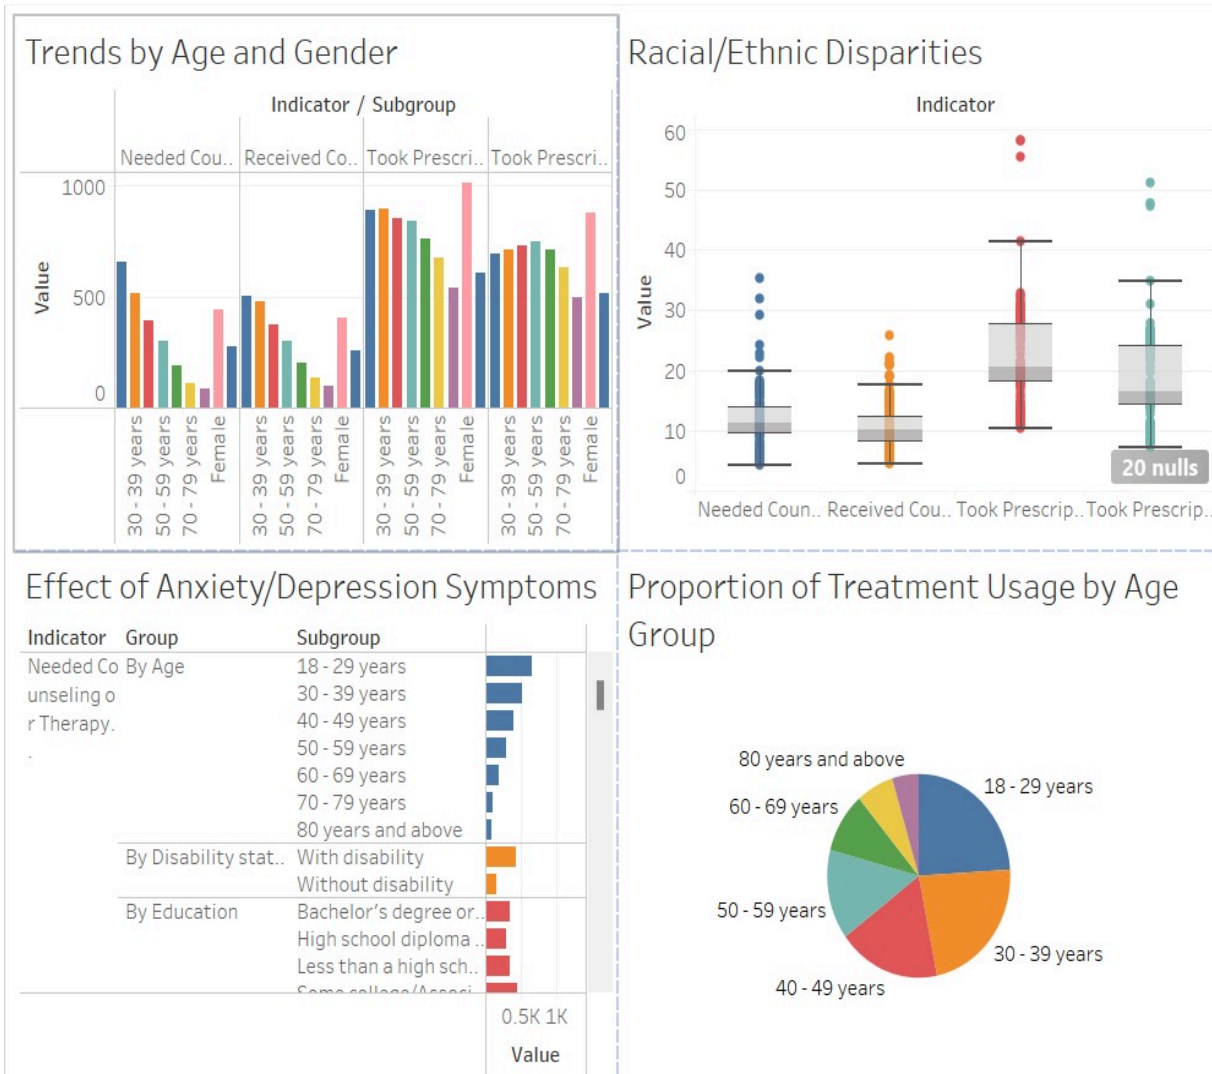 Trends by Age and Gender
Indicator / Subgroup
Needed Cou.. Received Co.. Took Prescri.. Took Prescri..
1000
500
0
Value
30 - 39 years 50 - 59 years 70 - 79 years Female 30 - 39 years 50 - 59 years 70 - 79 years Female 30 - 39 years 50 - 59 years 70 - 79 years Female 30 - 39 years 50 - 59 years 70 - 79 years Female
Racial/Ethnic Disparities
Indicator
60
50
40
30
20
10
0
Value
20 nulls
Needed Coun.. Received Cou.. Took Prescrip.. Took Prescrip..
Effect of Anxiety/Depression Symptoms
Indicator Group Subgroup
Needed Co By Age 18 - 29 years
unseling o 30 - 39 years
r Therapy. 40 - 49 years
. 50 - 59 years
60 - 69 years
70 - 79 years
80 years and above
By Disability stat.. With disability
Without disability
By Education Bachelor's degree or..
High school diploma ..
Less than a high sch..
Some college/Associ..
0.5K 1K
Value
Proportion of Treatment Usage by Age
Group
80 years and above
18 - 29 years
60 - 69 years
50 - 59 years
30 - 39 years
40 - 49 years